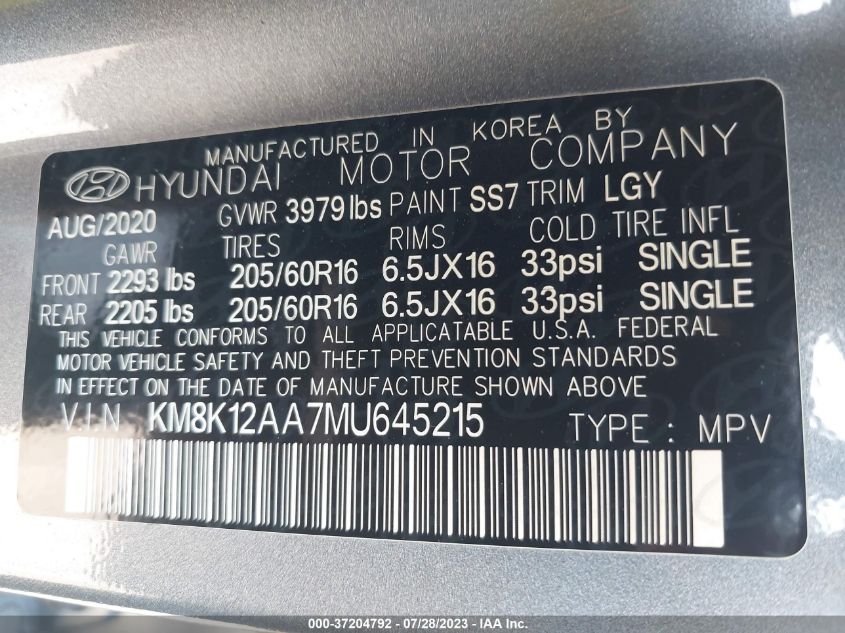 MANUFACTURED IN KOREA BY
HYUNDAI MOTOR COMPANY
AUG/2020 GVWR 3979 lbs PAINT SS7 TRIM LGY
GAWR TIRES RIMS COLD TIRE INFL
FRONT 2293 lbs 205/60R16 6.5JX16 33psi SINGLE
REAR 2205 lbs 205/60R16 6.5JX16 33psi SINGLE
THIS VEHICLE CONFORMS TO ALL APPLICATABLE U.S.A. FEDERAL
MOTOR VEHICLE SAFETY AND THEFT PREVENTION STANDARDS
IN EFFECT ON THE DATE OF MANUFACTURE SHOWN ABOVE
VIN KM8K12AA7MU645215 TYPE : MPV
000-37204792 - 07/28/2023 - IAA Inc.